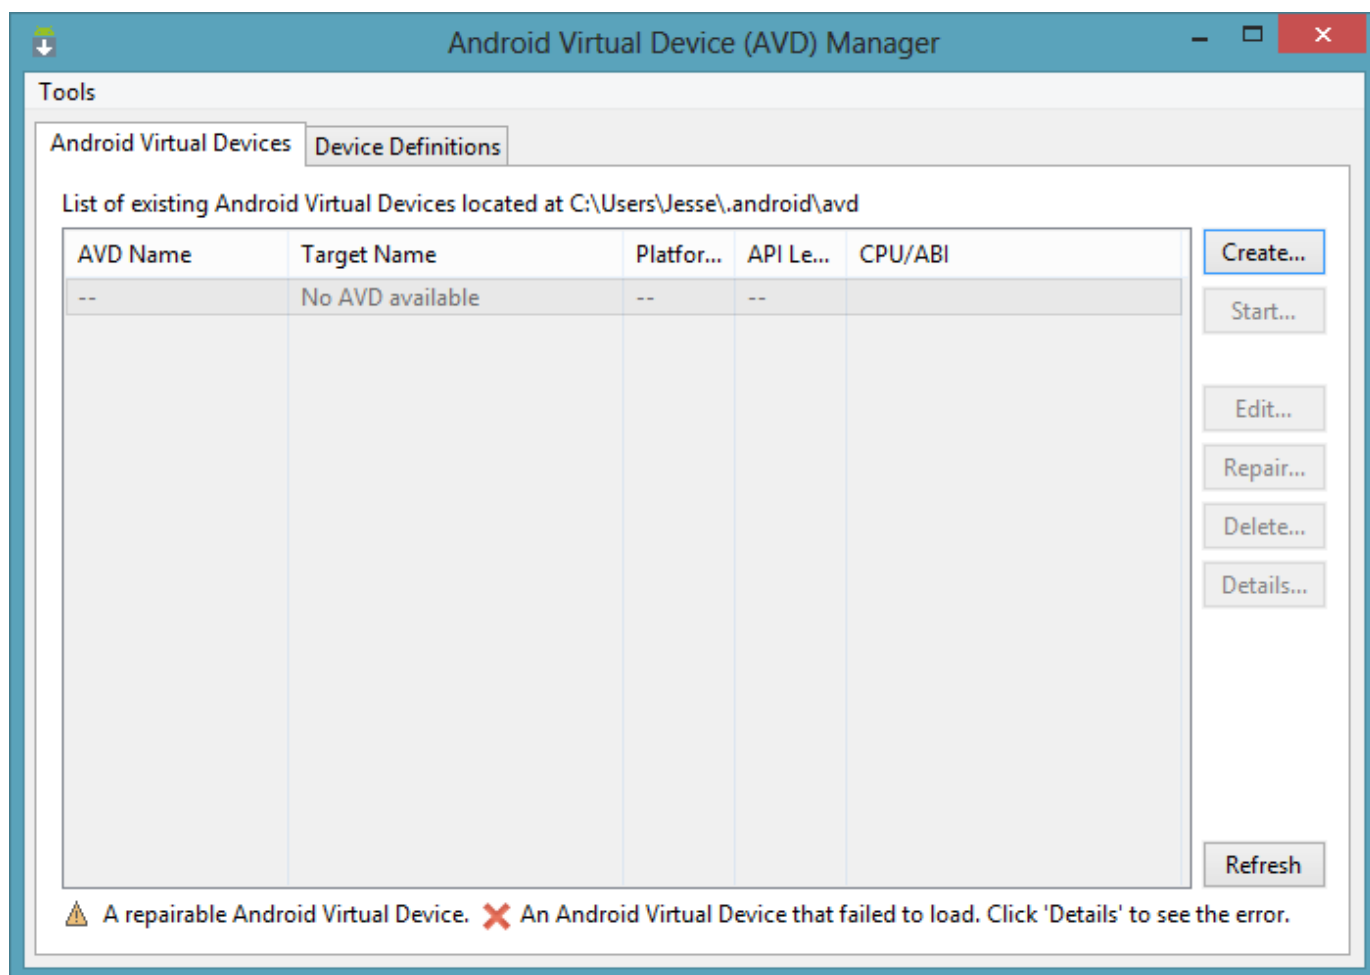 Android Virtual Device (AVD) Manager
Tools
Android Virtual Devices
Device Definitions
List of existing Android Virtual Devices located at C:\Users\Jesse\.android\avd
AVD Name Target Name Platfor... API Le... CPU/ABI
-- No AVD available -- --
Create...
Start...
Edit...
Repair...
Delete...
Details...
Refresh
A repairable Android Virtual Device. An Android Virtual Device that failed to load. Click 'Details' to see the error.